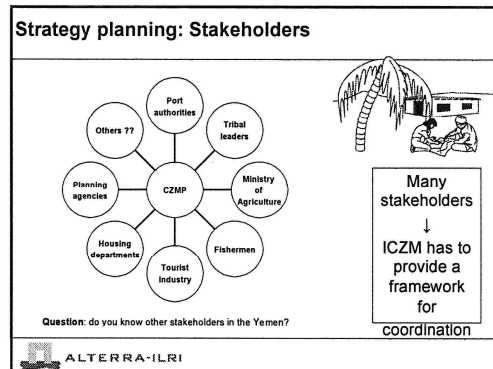 Strategy planning: Stakeholders
Port
authorities
Others ??
Tribal
leaders
Planning
agencies
CZMP
Ministry
of
Agriculture
Housing
departments
Fishermen
Tourist
Industry
Many
stakeholders
↓
ICZM has to
provide a
framework
for
coordination
Question: do you know other stakeholders in the Yemen?
ALTERRA-ILRI